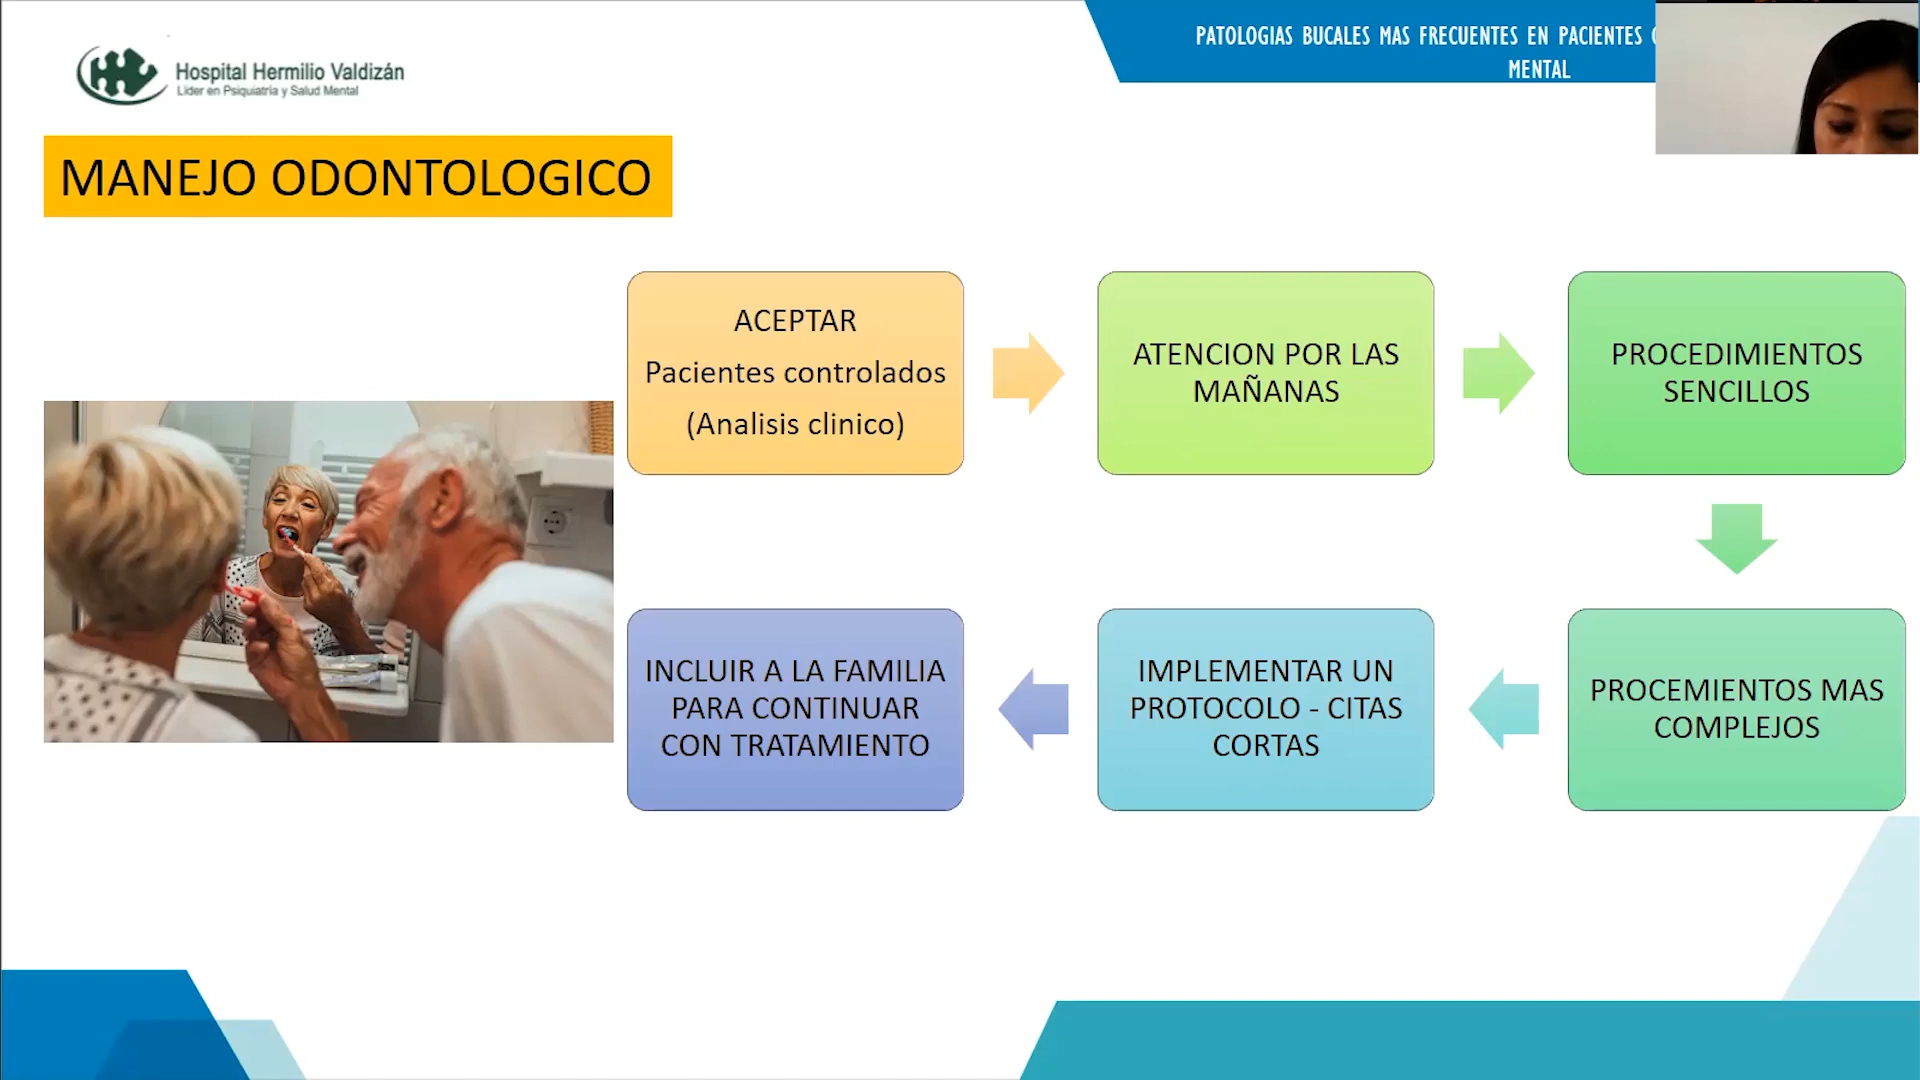 Hospital Hermilio Valdizán
Líder en Psiquiatría y Salud Mental
PATOLOGIAS BUCALES MAS FRECUENTES EN PACIENTES
MENTAL
MANEJO ODONTOLOGICO
ACEPTAR
Pacientes controlados
(Analisis clinico)
ATENCION POR LAS
MAÑANAS
PROCEDIMIENTOS
SENCILLOS
PROCEMIENTOS MAS
COMPLEJOS
IMPLEMENTAR UN
PROTOCOLO - CITAS
CORTAS
INCLUIR A LA FAMILIA
PARA CONTINUAR
CON TRATAMIENTO